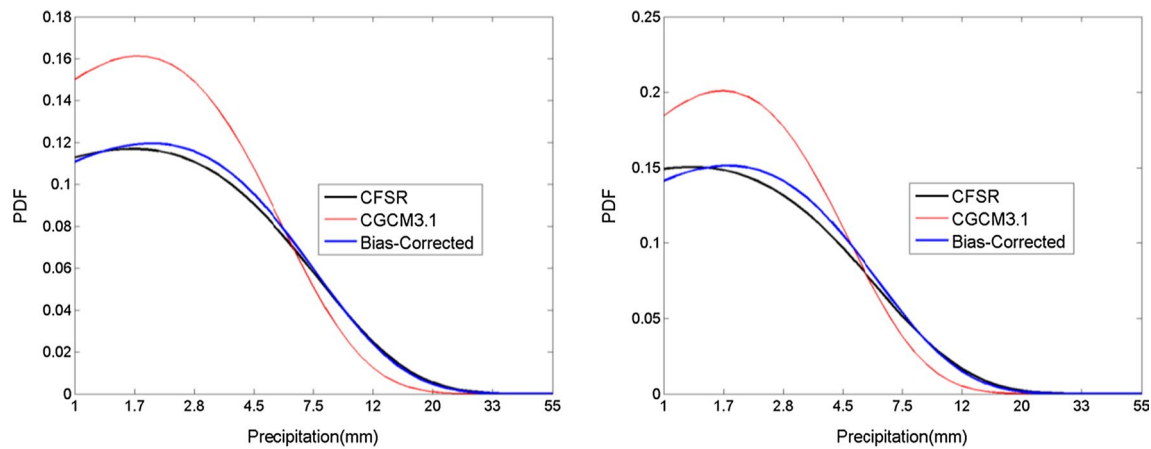 0.18
0.16
0.14
0.12
0.1
0.08
0.06
0.04
0.02
0
PDF
1 1.7 2.8 4.5 7.5 12 20 33 55
Precipitation(mm)
CFSR
CGCM3.1
Bias-Corrected
0.25
0.2
0.15
0.1
0.05
0
PDF
1 1.7 2.8 4.5 7.5 12 20 33 55
Precipitation(mm)
CFSR
CGCM3.1
Bias-Corrected